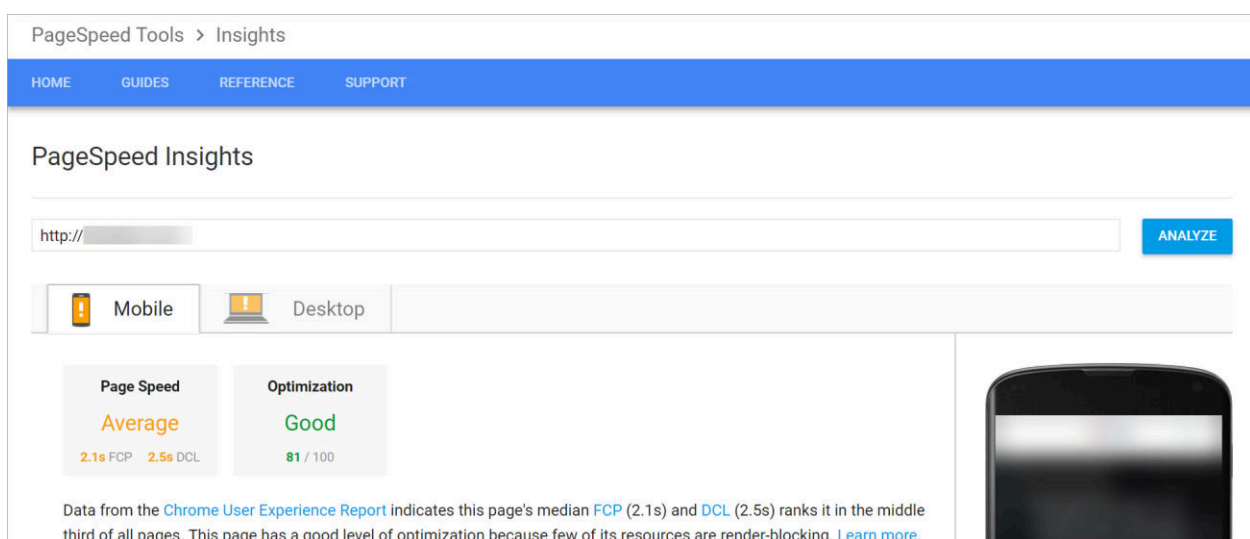 PageSpeed Tools > Insights
HOME GUIDES REFERENCE SUPPORT
PageSpeed Insights
http://
ANALYZE
Mobile Desktop
Page Speed Optimization
Average Good
2.1s FCP 2.5s DCL 81 / 100
Data from the Chrome User Experience Report indicates this page's median FCP (2.1s) and DCL (2.5s) ranks it in the middle
third of all pages. This page has a good level of optimization because few of its resources are render-blocking. Learn more.